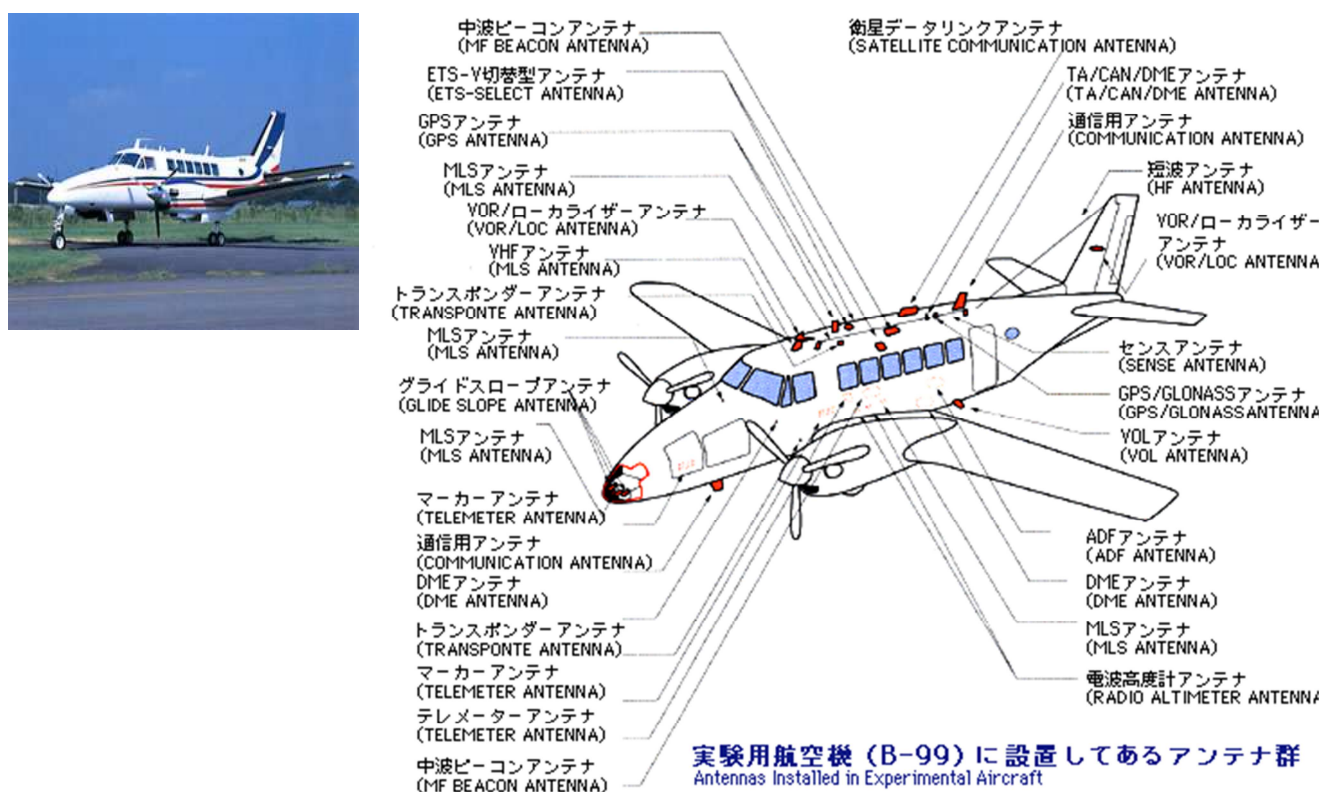 中波ビーコンアンテナ
(MF BEACON ANTENNA)
ETS-V切替型アンテナ
(ETS-SELECT ANTENNA)
GPSアンテナ
(GPS ANTENNA)
MLSアンテナ
(MLS ANTENNA)
VOR/ローカライザーアンテナ
(VOR/LOC ANTENNA)
VHFアンテナ
(MLS ANTENNA)
トランスポンダーアンテナ
(TRANSPONTE ANTENNA)
MLSアンテナ
(MLS ANTENNA)
グライドスロープアンテナ
(GLIDE SLOPE ANTENNA)
MLSアンテナ
(MLS ANTENNA)
マーカーアンテナ
(TELEMETER ANTENNA)
通信用アンテナ
(COMMUNICATION ANTENNA)
DMEアンテナ
(DME ANTENNA)
トランスポンダーアンテナ
(TRANSPONTE ANTENNA)
マーカーアンテナ
(TELEMETER ANTENNA)
テレメーターアンテナ
(TELEMETER ANTENNA)
中波ビーコンアンテナ
(MF BEACON ANTENNA)
衛星データリンクアンテナ
(SATELLITE COMMUNICATION ANTENNA)
TA/CAN/DMEアンテナ
(TA/CAN/DME ANTENNA)
通信用アンテナ
(COMMUNICATION ANTENNA)
短波アンテナ
(HF ANTENNA)
VOR/ローカライザー
アンテナ
(VOR/LOC ANTENNA
センスアンテナ
(SENSE ANTENNA)
GPS/GLONASSアンテナ
(GPS/GLONASSANTENNA
VOLアンテナ
(VOL ANTENNA)
ADFアンテナ
(ADF ANTENNA)
DMEアンテナ
(DME ANTENNA)
MLSアンテナ
(MLS ANTENNA)
電波高度計アンテナ
(RADIO ALTIMETER ANTENNA
実験用航空機 (B-99) に設置してあるアンテナ群
Antennas Installed in Experimental Aircraft